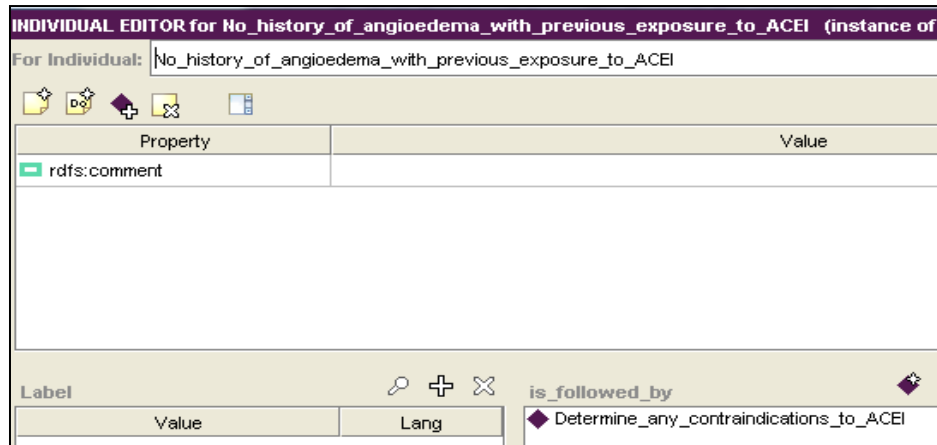 INDIVIDUAL EDITOR for No_history_of_angioedema_with_previous_exposure_to_ACEI (instance of
For Individual: No_history_of_angioedema_with_previous_exposure_to_ACEI
Property Value
rdfs:comment
Label is_followed_by
Value Lang Determine_any_contraindications_to_ACEI